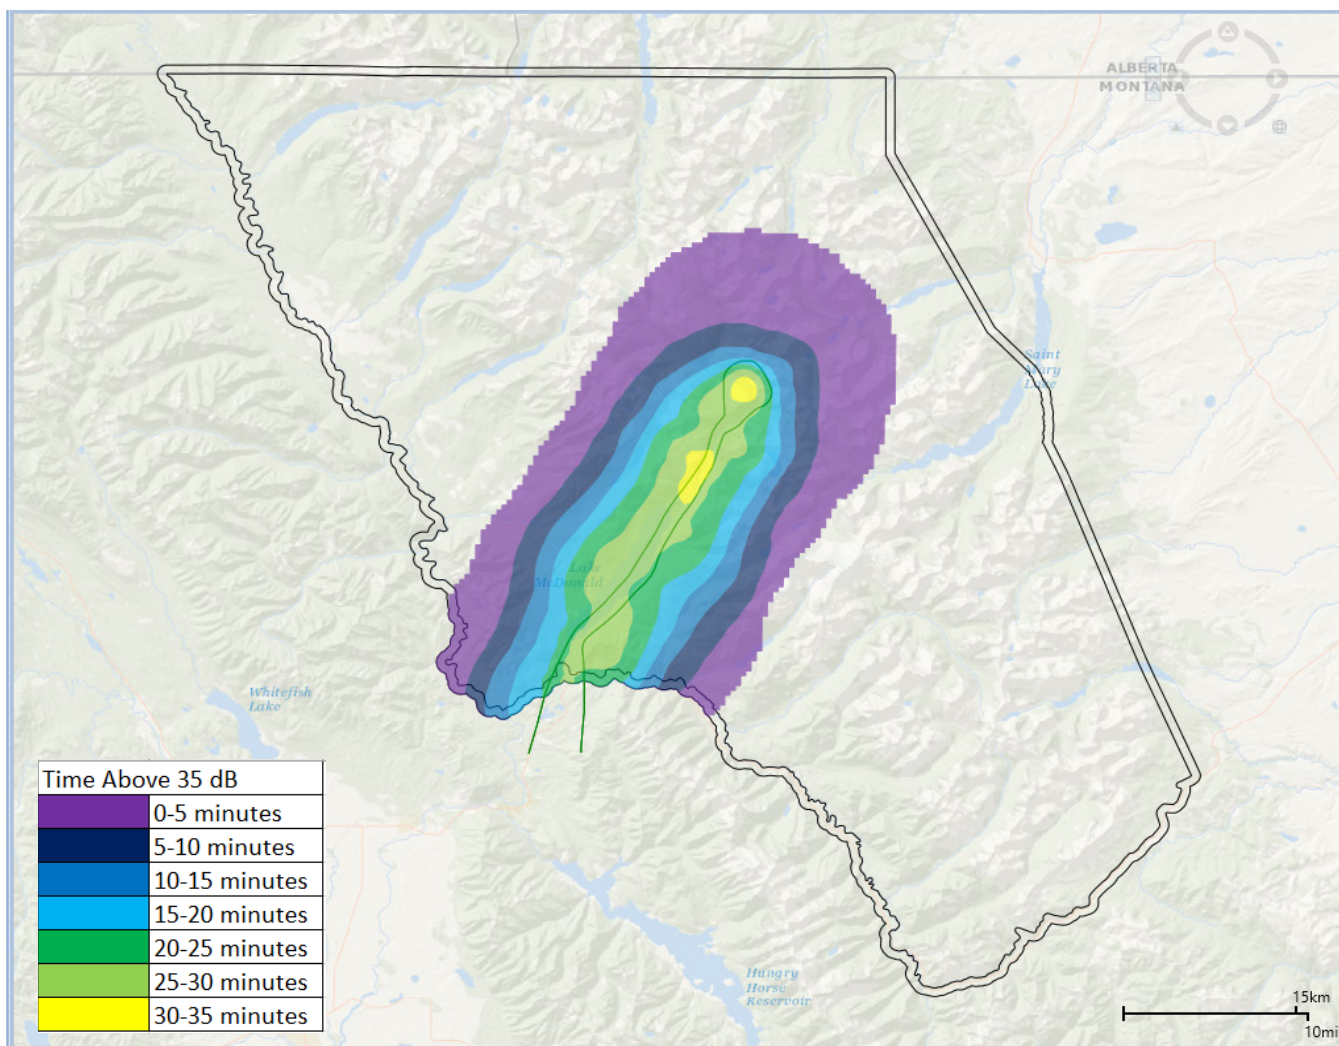 ALBERTA
MONTANA
Saint
Mary
Lake
Lake
McDonald
Whitefish
Lake
Time Above 35 dB
0-5 minutes
5-10 minutes
10-15 minutes
15-20 minutes
20-25 minutes
25-30 minutes
30-35 minutes
Hungry
Horse
Reservoir
15km
10mi